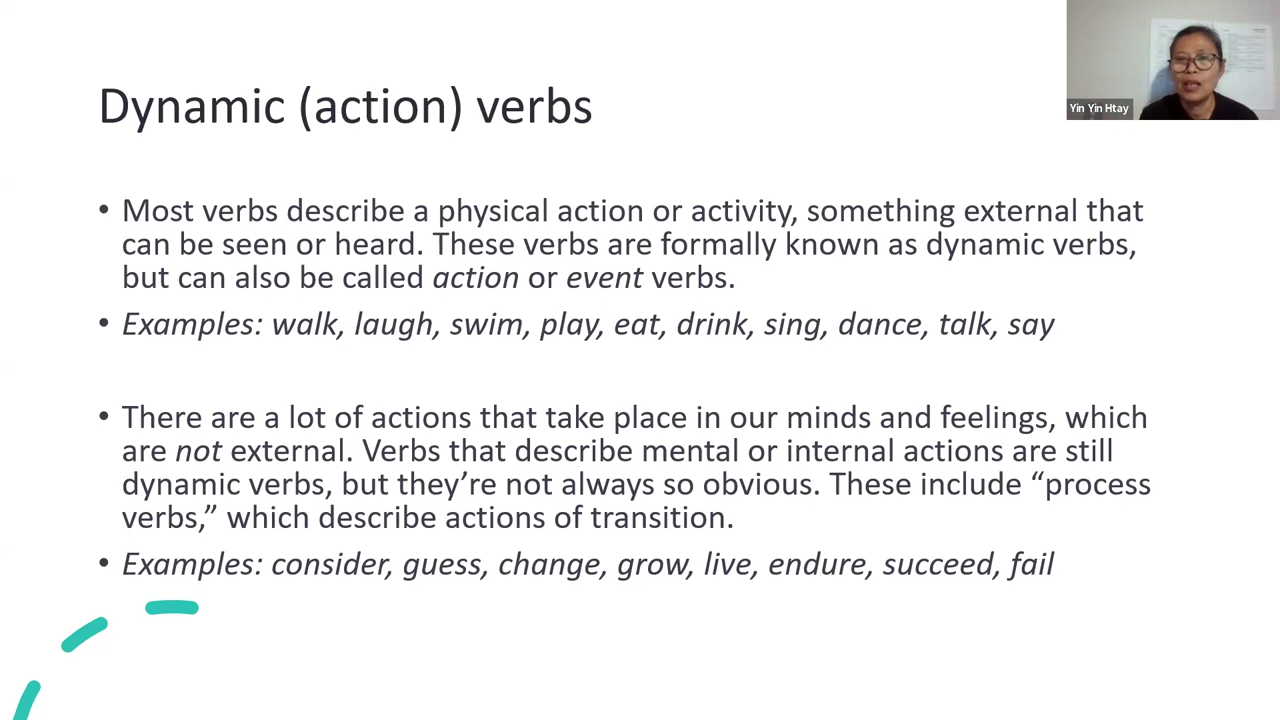 Dynamic (action) verbs
Yin Yin Htay
• Most verbs describe a physical action or activity, something external that
can be seen or heard. These verbs are formally known as dynamic verbs,
but can also be called action or event verbs.
• Examples: walk, laugh, swim, play, eat, drink, sing, dance, talk, say
• There are a lot of actions that take place in our minds and feelings, which
are not external. Verbs that describe mental or internal actions are still
dynamic verbs, but they’re not always so obvious. These include “process
verbs,” which describe actions of transition.
• Examples: consider, guess, change, grow, live, endure, succeed, fail